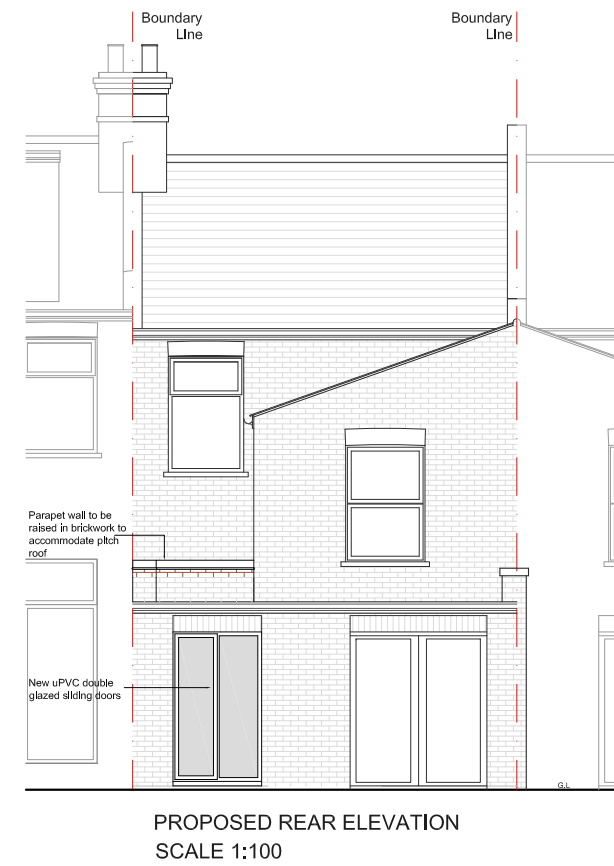 Boundary
Line
Boundary
Line
Parapet wall to be
raised in brickwork to
accommodate pitch
roof
New uPVC double
glazed sliding doors
G.L
PROPOSED REAR ELEVATION
SCALE 1:100